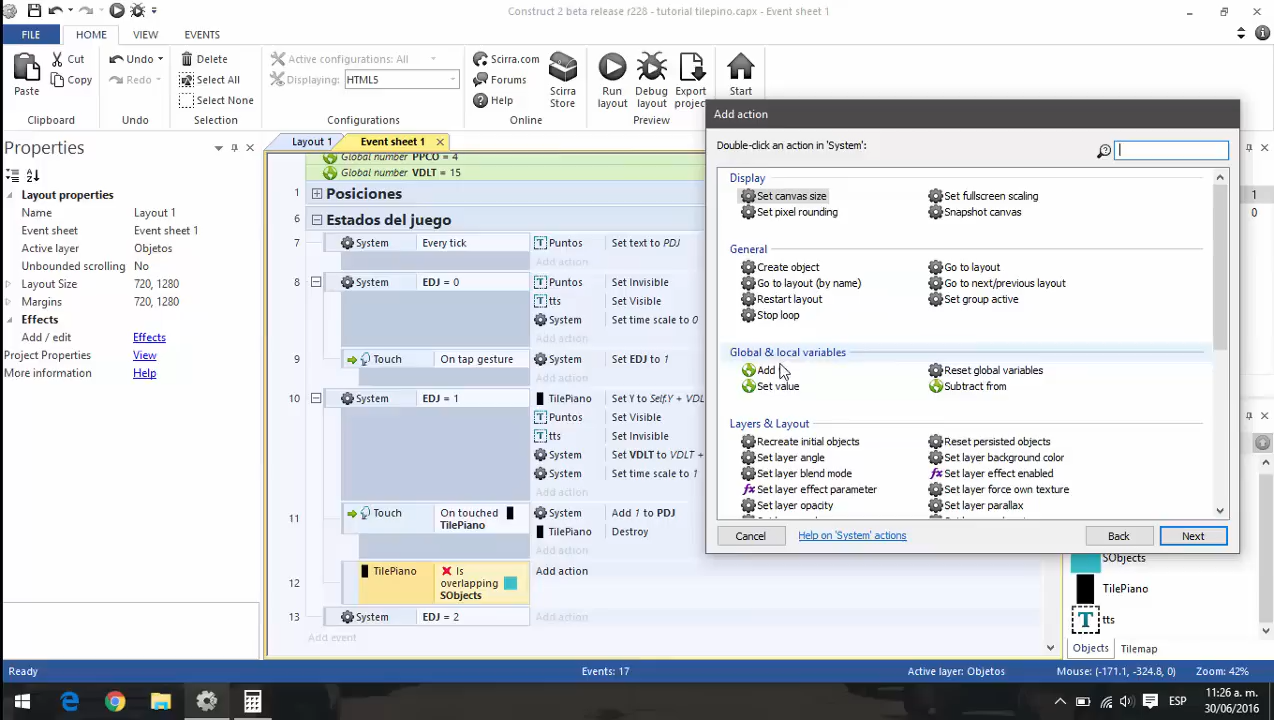 Construct 2 beta release r228 - tutorial tilepino.capx - Event sheet 1
FILE HOME VIEW EVENTS
Paste Cut Copy
Clipboard
Undo Redo
Undo
Delete
Select All
Select None
Selection
Active configurations: All
Displaying: HTML5
Configurations
Scirra.com
Forums
Help
Scirra Store
Online
Run layout
Debug layout
Export project
Preview
Start
Properties
Layout properties
Name Layout 1
Event sheet Event sheet 1
Active layer Objetos
Unbounded scrolling No
Layout Size 720, 1280
Margins 720, 1280
Effects
Add / edit Effects
Project Properties View
More information Help
Layout 1 Event sheet 1
Global number PPCO = 4
Global number VDLT = 15
1 Posiciones
6 Estados del juego
7 System Every tick T Puntos Set text to PDJ
Add action
8 System EDJ = 0 T Puntos Set Invisible
T tts Set Visible
System Set time scale to 0
Add action
9 Touch On tap gesture System Set EDJ to 1
Add action
10 System EDJ = 1 TilePiano Set Y to Self.Y + VDL
T Puntos Set Visible
T tts Set Invisible
System Set VDLT to VDLT +
System Set time scale to 1
Add action
11 Touch On touched TilePiano System Add 1 to PDJ
TilePiano Destroy
Add action
12 TilePiano Is overlapping SObjects Add action
13 System EDJ = 2 Add action
Add event
Add action
Double-click an action in 'System':
Display
Set canvas size Set fullscreen scaling
Set pixel rounding Snapshot canvas
General
Create object Go to layout
Go to layout (by name) Go to next/previous layout
Restart layout Set group active
Stop loop
Global & local variables
Add Reset global variables
Set value Subtract from
Layers & Layout
Recreate initial objects Reset persisted objects
Set layer angle Set layer background color
Set layer blend mode Set layer effect enabled
fx Set layer effect parameter Set layer force own texture
Set layer opacity Set layer parallax
Cancel Help on 'System' actions Back Next
1
0
SObjects
TilePiano
T tts
Objects Tilemap
Ready Events: 17 Active layer: Objetos Mouse: (-171.1, -324.8, 0) Zoom: 42%
ESP
11:26 a. m.
30/06/2016